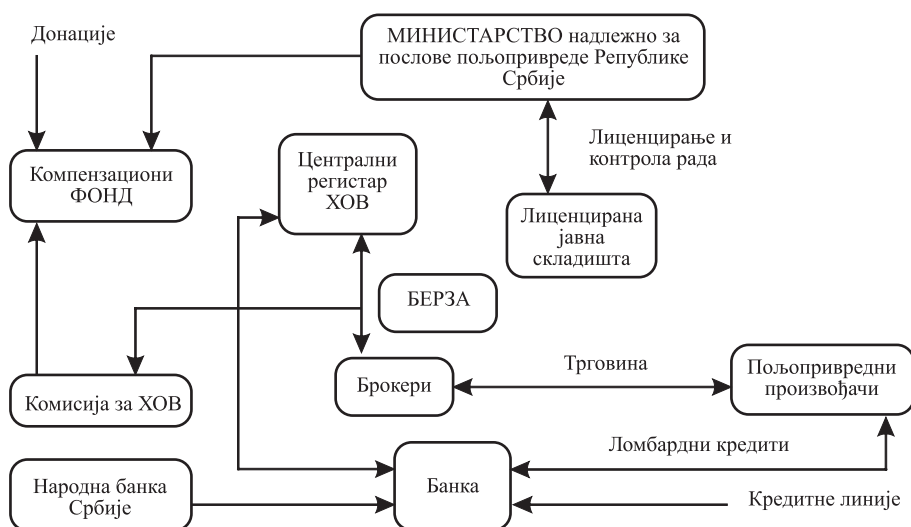 Донације
МИНИСТАРСТВО надлежно за
послове пољопривреде Републике
Србије
Компензациони
ФОНД
Централни
регистар
ХОВ
Лиценцирање и
контрола рада
Лиценцирана
јавна
складишта
БЕРЗА
Комисија за ХОВ
Брокери
Трговина
Пољопривредни
произвођачи
Ломбардни кредити
Народна банка
Србије
Банка
Кредитне линије